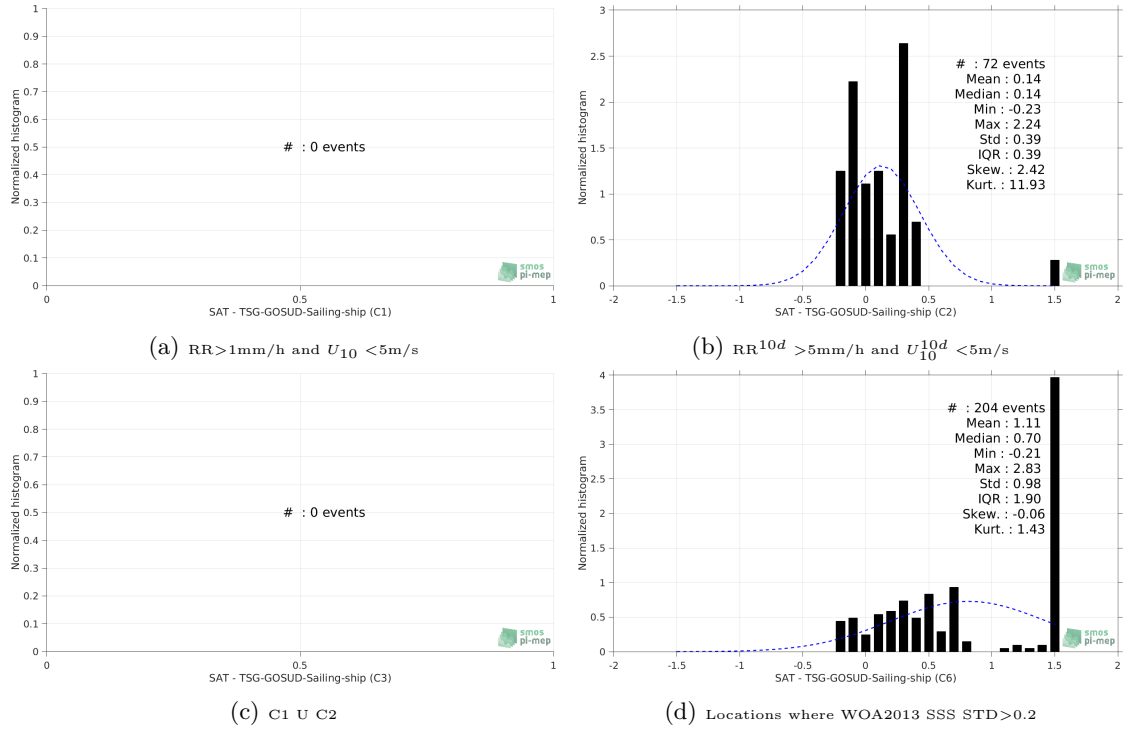 1
0.9
0.8
0.7
0.6
0.5
0.4
0.3
0.2
0.1
0
Normalized histogram
# : 0 events
smos
pi-mep
0 0.5 1
SAT - TSG-GOSUD-Sailing-ship (C1)
(a) RR>1mm/h and U10 <5m/s
3
2.5
2
1.5
1
0.5
0
Normalized histogram
# : 72 events
Mean : 0.14
Median : 0.14
Min : -0.23
Max : 2.24
Std : 0.39
IQR : 0.39
Skew. : 2.42
Kurt. : 11.93
smos
pi-mep
-2 -1.5 -1 -0.5 0 0.5 1 1.5 2
SAT - TSG-GOSUD-Sailing-ship (C2)
(b) RR10d >5mm/h and U10d10 <5m/s
1
0.9
0.8
0.7
0.6
0.5
0.4
0.3
0.2
0.1
0
Normalized histogram
# : 0 events
smos
pi-mep
0 0.5 1
SAT - TSG-GOSUD-Sailing-ship (C3)
(c) C1 U C2
4
3.5
3
2.5
2
1.5
1
0.5
0
Normalized histogram
# : 204 events
Mean : 1.11
Median : 0.70
Min : -0.21
Max : 2.83
Std : 0.98
IQR : 1.90
Skew. : -0.06
Kurt. : 1.43
smos
pi-mep
-2 -1.5 -1 -0.5 0 0.5 1 1.5 2
SAT - TSG-GOSUD-Sailing-ship (C6)
(d) Locations where WOA2013 SSS STD>0.2